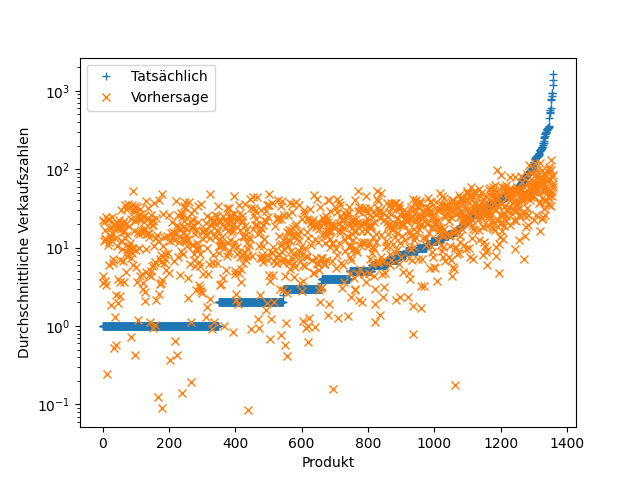 Tatsächlich
Vorhersage
Durchschnittliche Verkaufszahlen
10³
10²
10¹
10⁰
10⁻¹
0 200 400 600 800 1000 1200 1400
Produkt